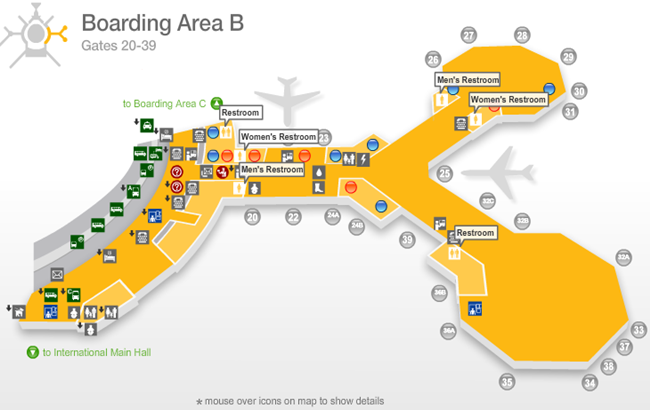 Boarding Area B
Gates 20-39
27
28
26
29
Men's Restroom
30
to Boarding Area C
Women's Restroom
31
Restroom
Women's Restroom
23
Men's Restroom
25
32C
20
22
24A
32B
24B
Restroom
39
32A
36B
33
36A
37
to International Main Hall
38
35
34
* mouse over icons on map to show details